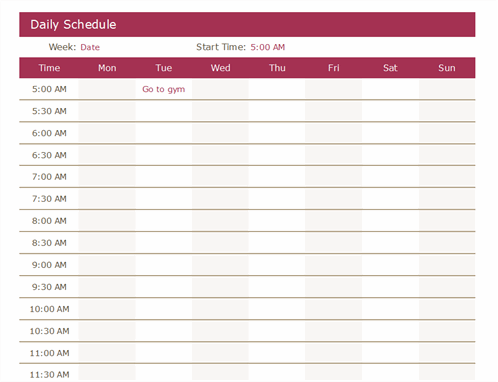 Daily Schedule
Week: Date Start Time: 5:00 AM
Time Mon Tue Wed Thu Fri Sat Sun
5:00 AM Go to gym
5:30 AM
6:00 AM
6:30 AM
7:00 AM
7:30 AM
8:00 AM
8:30 AM
9:00 AM
9:30 AM
10:00 AM
10:30 AM
11:00 AM
11:30 AM